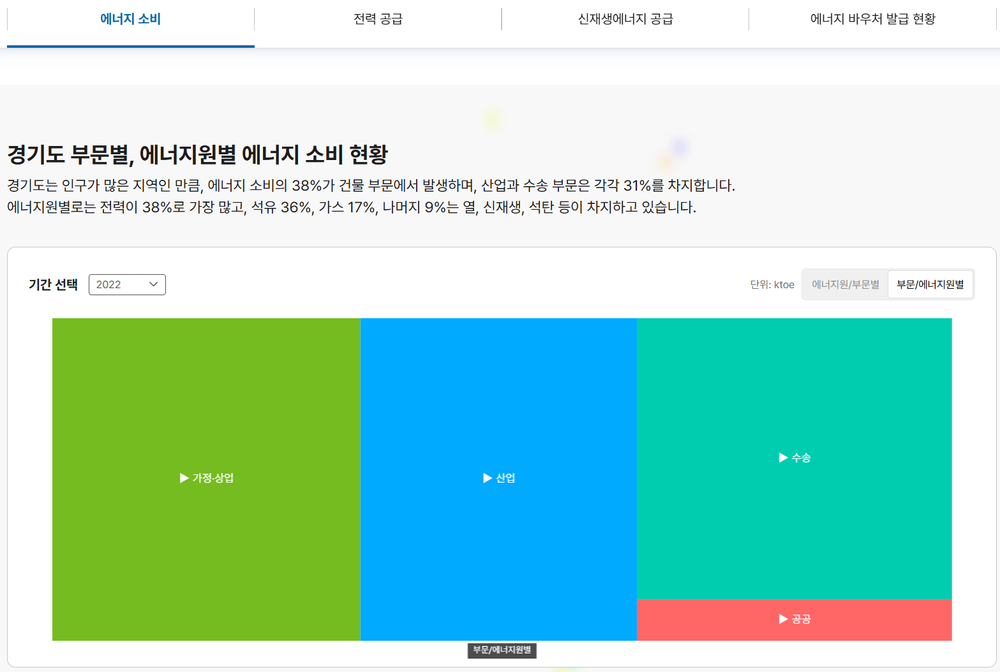 에너지 소비
전력 공급
신재생에너지 공급
에너지 바우처 발급 현황
경기도 부문별, 에너지원별 에너지 소비 현황
경기도는 인구가 많은 지역인 만큼, 에너지 소비의 38%가 건물 부문에서 발생하며, 산업과 수송 부문은 각각 31%를 차지합니다.
에너지원별로는 전력이 38%로 가장 많고, 석유 36%, 가스 17%, 나머지 9%는 열, 신재생, 석탄 등이 차지하고 있습니다.
기간 선택 2022
단위: ktoe 에너지원/부문별 부문/에너지원별
▶ 가정·상업
▶ 산업
▶ 수송
▶ 공공
부문/에너지원별